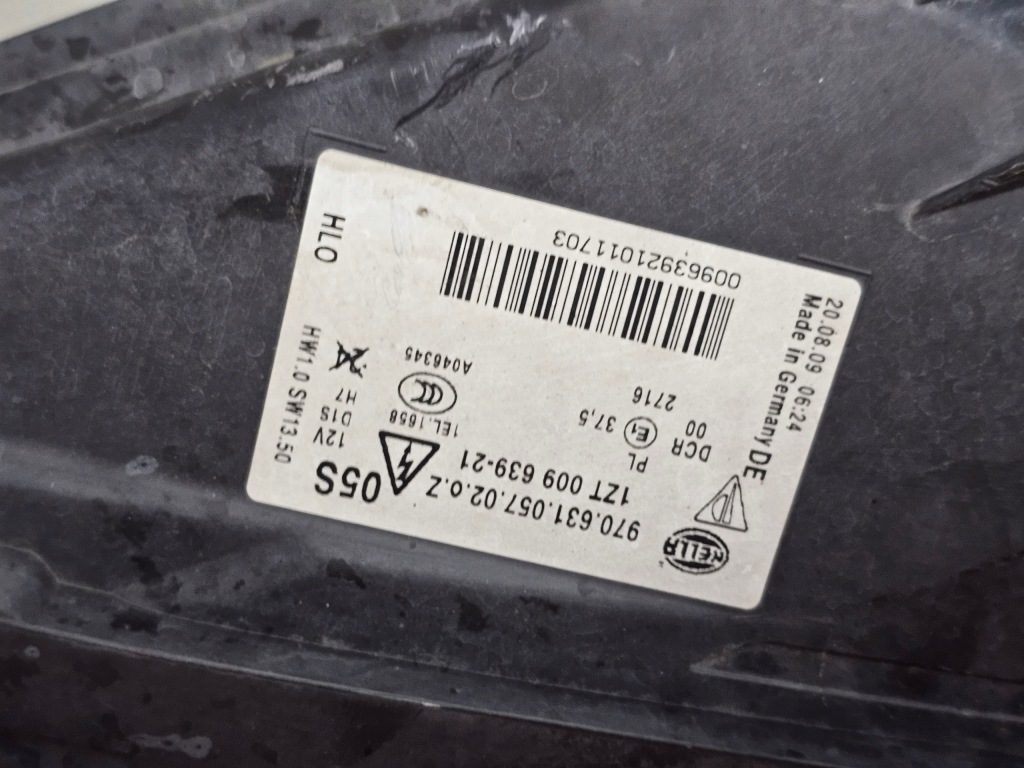 HELLA
970.631.057.02.o.Z
05S
1ZT 009 639-21
DE
PL
1EL.1658
12V
DCR
E1
37,5
D1S
00
H7
2716
A046345
HW1.0 SW13.50
Made in Germany
20.08.09 06:24
00963921011703
HLO